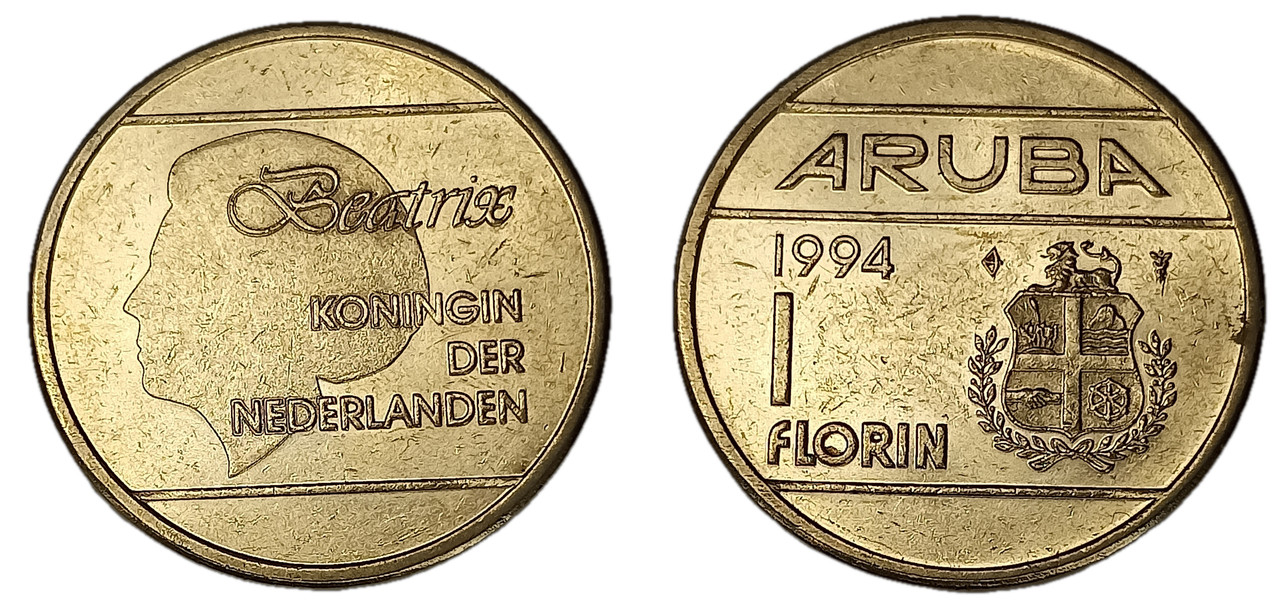 Beatrix
KONINGIN
DER
NEDERLANDEN
ARUBA
1994
1
FLORIN